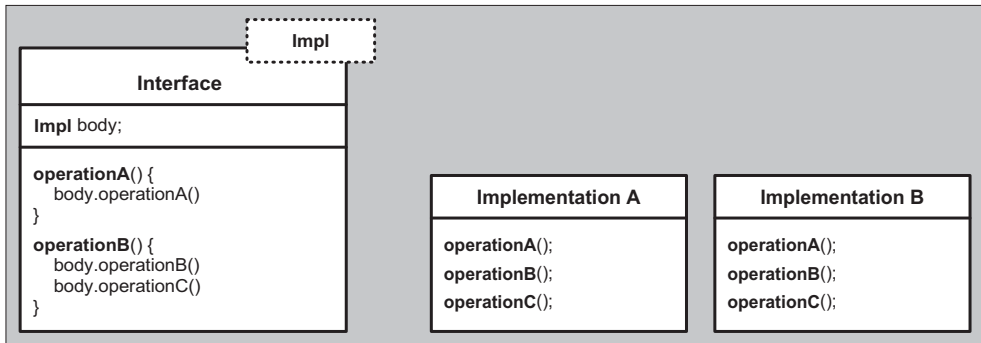 Impl
Interface
Impl body;
operationA() {
body.operationA()
}
operationB() {
body.operationB()
body.operationC()
}
Implementation A
operationA();
operationB();
operationC();
Implementation B
operationA();
operationB();
operationC();